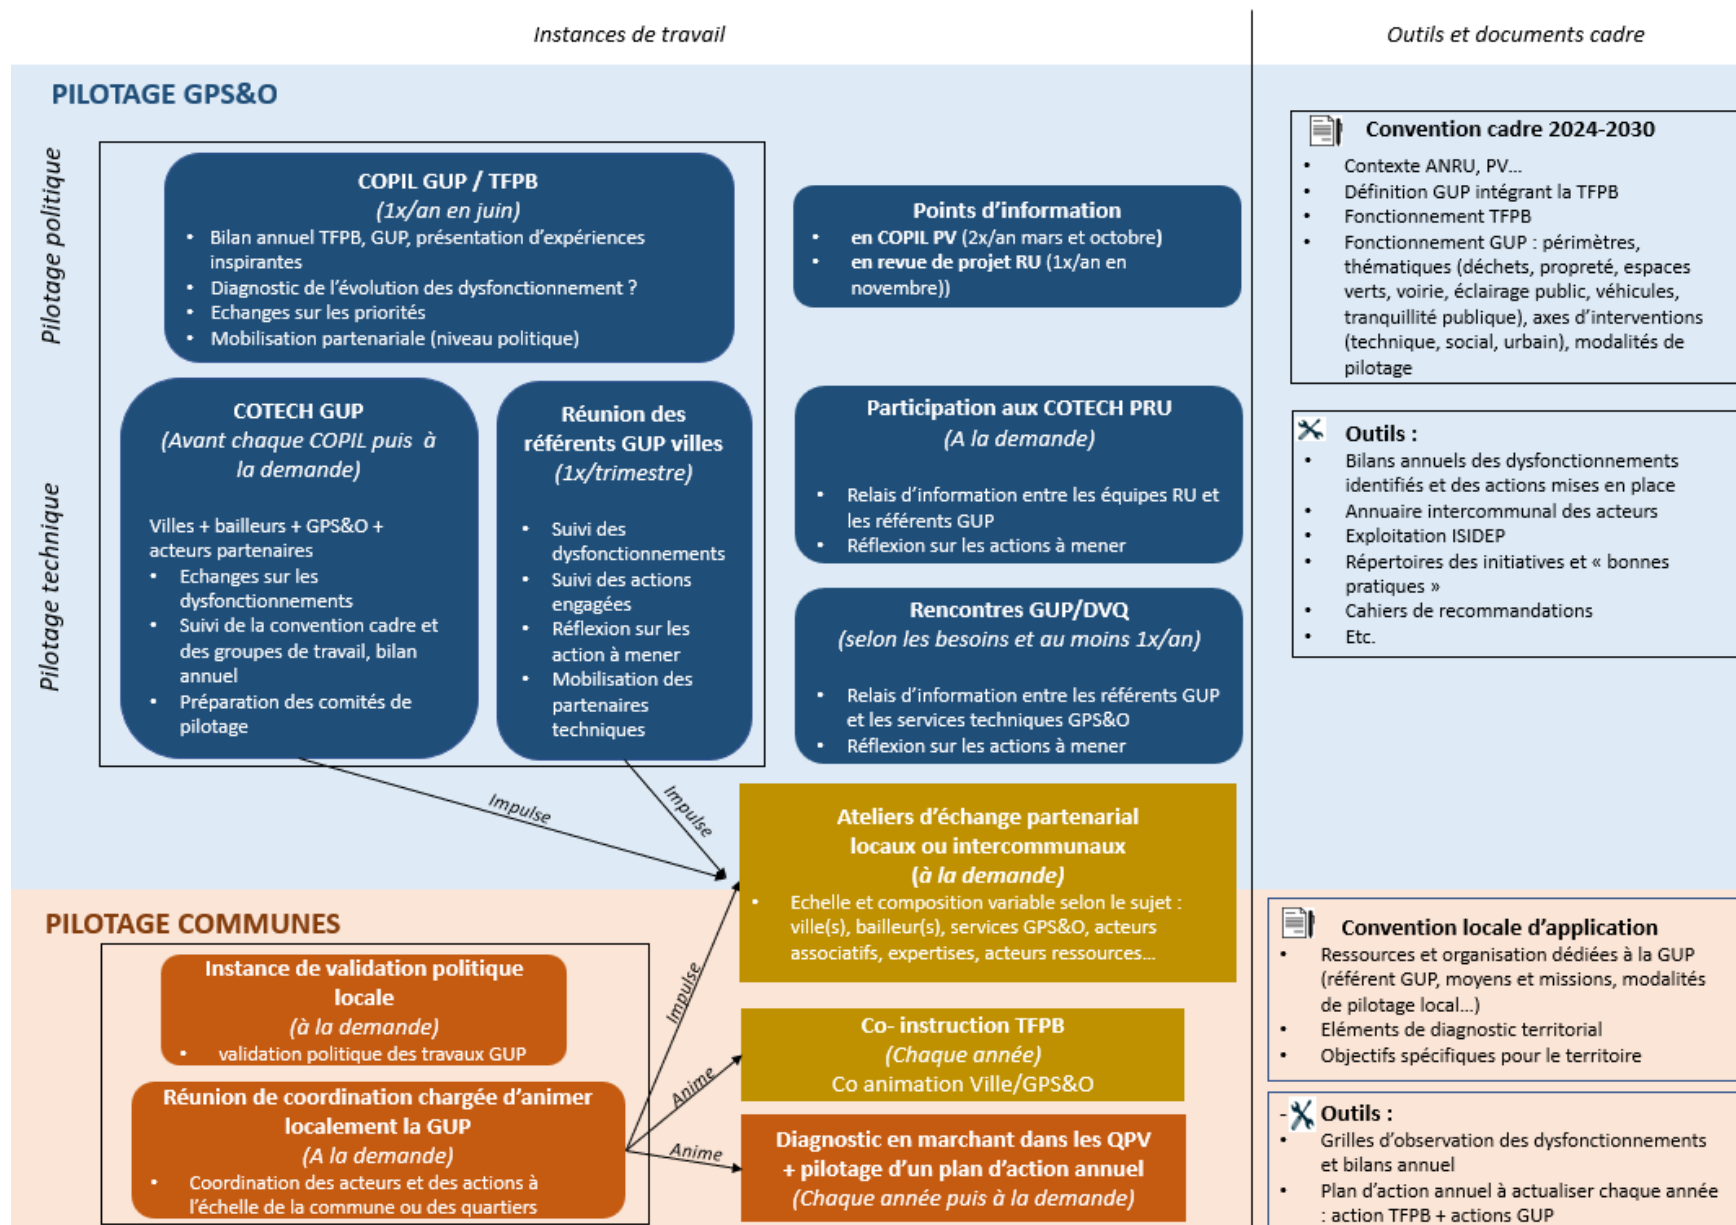 Instances de travail
Outils et documents cadre
PILOTAGE GPS&O
Pilotage politique
COPIL GUP / TFPB
(1x/an en juin)
• Bilan annuel TFPB, GUP, présentation d'expériences
inspirantes
• Diagnostic de l'évolution des dysfonctionnement ?
• Echanges sur les priorités
• Mobilisation partenariale (niveau politique)
Points d'information
• en COPIL PV (2x/an mars et octobre)
• en revue de projet RU (1x/an en
novembre))
Pilotage technique
COTECH GUP
(Avant chaque COPIL puis à
la demande)
Villes + bailleurs + GPS&O +
acteurs partenaires
• Echanges sur les
dysfonctionnements
• Suivi de la convention cadre et
des groupes de travail, bilan
annuel
• Préparation des comités de
pilotage
Réunion des
référents GUP villes
(1x/trimestre)
• Suivi des
dysfonctionnements
• Suivi des actions
engagées
• Réflexion sur les
action à mener
• Mobilisation des
partenaires
techniques
Participation aux COTECH PRU
(A la demande)
• Relais d'information entre les équipes RU et
les référents GUP
• Réflexion sur les actions à mener
Rencontres GUP/DVQ
(selon les besoins et au moins 1x/an)
• Relais d'information entre les référents GUP
et les services techniques GPS&O
• Réflexion sur les actions à mener
Impulse
Impulse
Ateliers d'échange partenarial
locaux ou intercommunaux
(à la demande)
• Echelle et composition variable selon le sujet :
ville(s), bailleur(s), services GPS&O, acteurs
associatifs, expertises, acteurs ressources...
PILOTAGE COMMUNES
Instance de validation politique
locale
(à la demande)
• validation politique des travaux GUP
Réunion de coordination chargée d'animer
localement la GUP
(A la demande)
• Coordination des acteurs et des actions à
l'échelle de la commune ou des quartiers
Impulse
Anime
Anime
Co- instruction TFPB
(Chaque année)
Co animation Ville/GPS&O
Diagnostic en marchant dans les QPV
+ pilotage d'un plan d'action annuel
(Chaque année puis à la demande)
Convention cadre 2024-2030
• Contexte ANRU, PV...
• Définition GUP intégrant la TFPB
• Fonctionnement TFPB
• Fonctionnement GUP : périmètres,
thématiques (déchets, propreté, espaces
verts, voirie, éclairage public, véhicules,
tranquillité publique), axes d'interventions
(technique, social, urbain), modalités de
pilotage
Outils :
• Bilans annuels des dysfonctionnements
identifiés et des actions mises en place
• Annuaire intercommunal des acteurs
• Exploitation ISIDEP
• Répertoires des initiatives et « bonnes
pratiques »
• Cahiers de recommandations
• Etc.
Convention locale d'application
• Ressources et organisation dédiées à la GUP
(référent GUP, moyens et missions, modalités
de pilotage local...)
• Eléments de diagnostic territorial
• Objectifs spécifiques pour le territoire
- Outils :
• Grilles d'observation des dysfonctionnements
et bilans annuel
• Plan d'action annuel à actualiser chaque année
: action TFPB + actions GUP